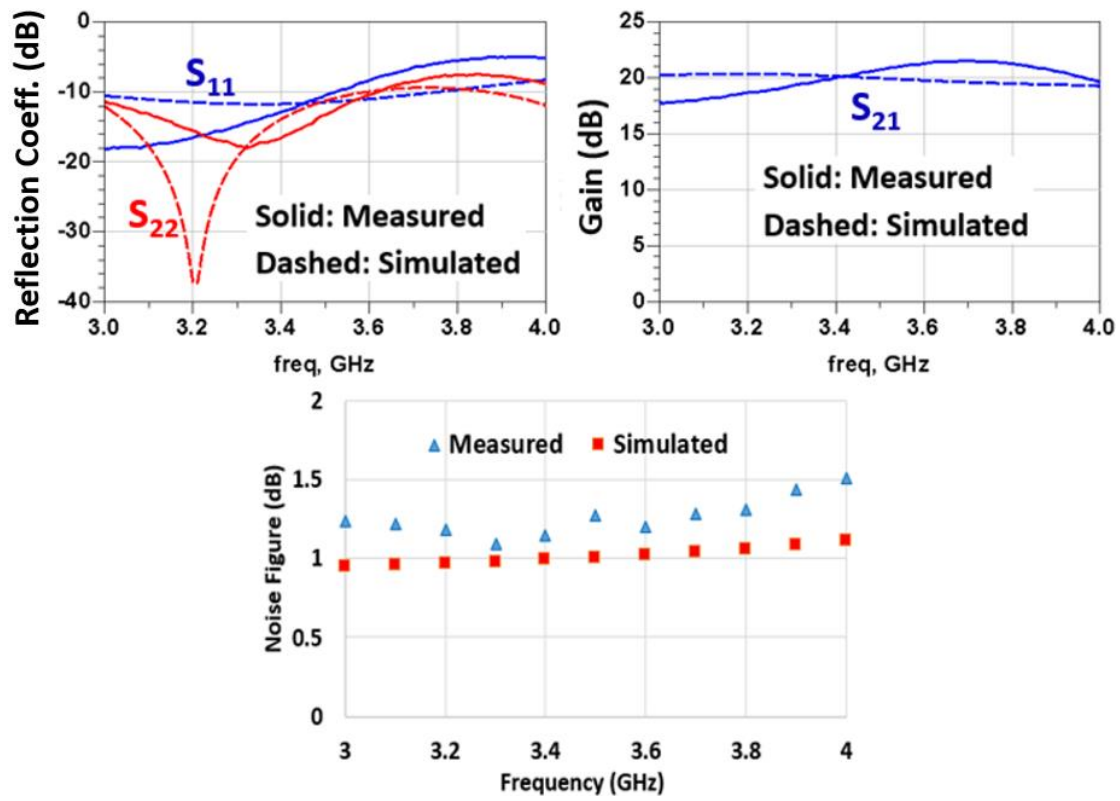 Reflection Coeff. (dB)
0
-10
-20
-30
-40
S11
S22
Solid: Measured
Dashed: Simulated
3.0 3.2 3.4 3.6 3.8 4.0
freq, GHz
Gain (dB)
25
20
15
10
5
0
S21
Solid: Measured
Dashed: Simulated
3.0 3.2 3.4 3.6 3.8 4.0
freq, GHz
Noise Figure (dB)
2
1.5
1
0.5
0
Measured Simulated
3 3.2 3.4 3.6 3.8 4
Frequency (GHz)